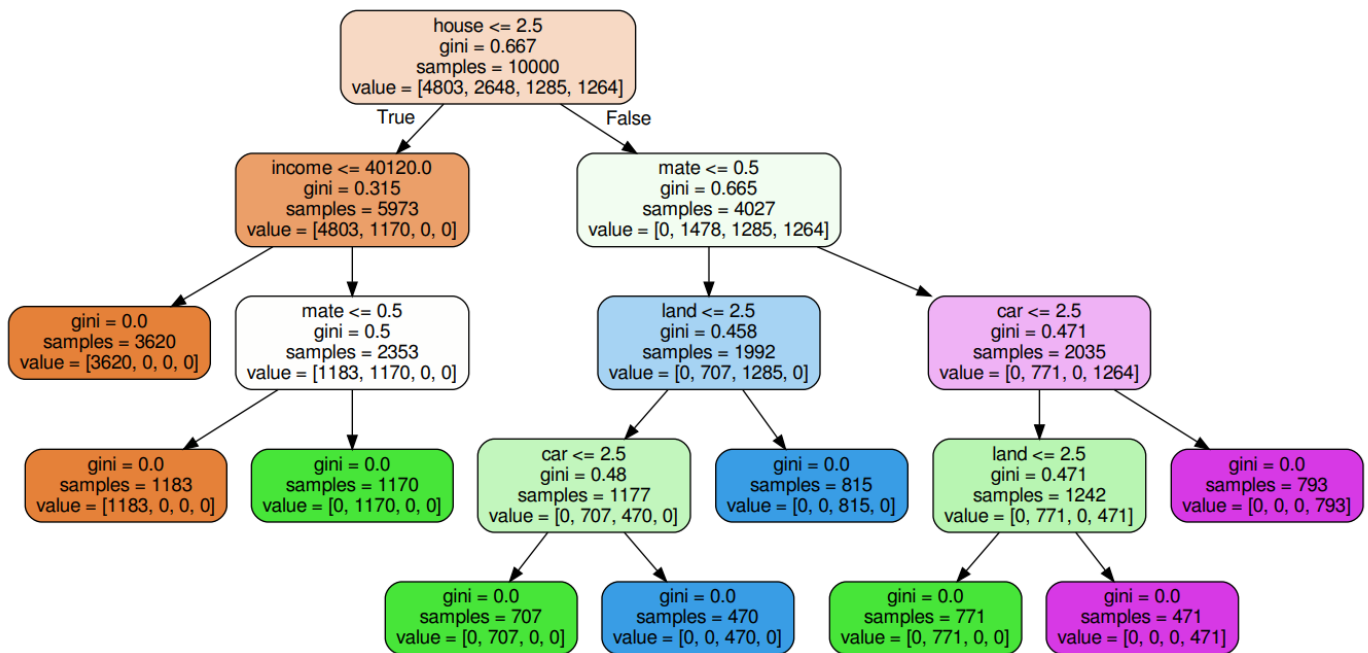 house <= 2.5
gini = 0.667
samples = 10000
value = [4803, 2648, 1285, 1264]
True
False
income <= 40120.0
gini = 0.315
samples = 5973
value = [4803, 1170, 0, 0]
mate <= 0.5
gini = 0.665
samples = 4027
value = [0, 1478, 1285, 1264]
gini = 0.0
samples = 3620
value = [3620, 0, 0, 0]
mate <= 0.5
gini = 0.5
samples = 2353
value = [1183, 1170, 0, 0]
land <= 2.5
gini = 0.458
samples = 1992
value = [0, 707, 1285, 0]
car <= 2.5
gini = 0.471
samples = 2035
value = [0, 771, 0, 1264]
gini = 0.0
samples = 1183
value = [1183, 0, 0, 0]
gini = 0.0
samples = 1170
value = [0, 1170, 0, 0]
car <= 2.5
gini = 0.48
samples = 1177
value = [0, 707, 470, 0]
gini = 0.0
samples = 815
value = [0, 0, 815, 0]
land <= 2.5
gini = 0.471
samples = 1242
value = [0, 771, 0, 471]
gini = 0.0
samples = 793
value = [0, 0, 0, 793]
gini = 0.0
samples = 707
value = [0, 707, 0, 0]
gini = 0.0
samples = 470
value = [0, 0, 470, 0]
gini = 0.0
samples = 771
value = [0, 771, 0, 0]
gini = 0.0
samples = 471
value = [0, 0, 0, 471]